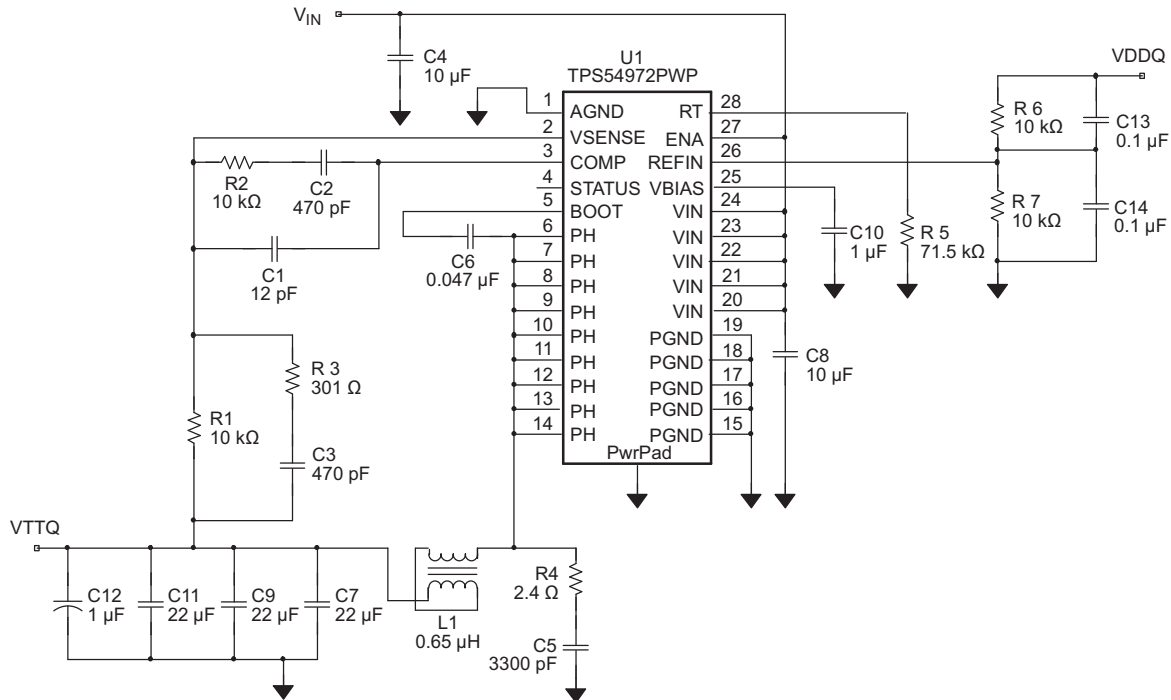 VIN
C4
10 µF
U1
TPS54972PWP
VDDQ
1 AGND RT 28
2 VSENSE ENA 27
3 COMP REFIN 26
4 STATUS VBIAS 25
5 BOOT VIN 24
6 PH VIN 23
7 PH VIN 22
8 PH VIN 21
9 PH VIN 20
10 PH PGND 19
11 PH PGND 18
12 PH PGND 17
13 PH PGND 16
14 PH PGND 15
PwrPad
R2
10 kΩ
C2
470 pF
C1
12 pF
C6
0.047 µF
R 6
10 kΩ
C13
0.1 µF
R 7
10 kΩ
C14
0.1 µF
C10
1 µF
R 5
71.5 kΩ
C8
10 µF
R 3
301 Ω
R1
10 kΩ
C3
470 pF
VTTQ
C12
1 µF
C11
22 µF
C9
22 µF
C7
22 µF
L1
0.65 µH
R4
2.4 Ω
C5
3300 pF